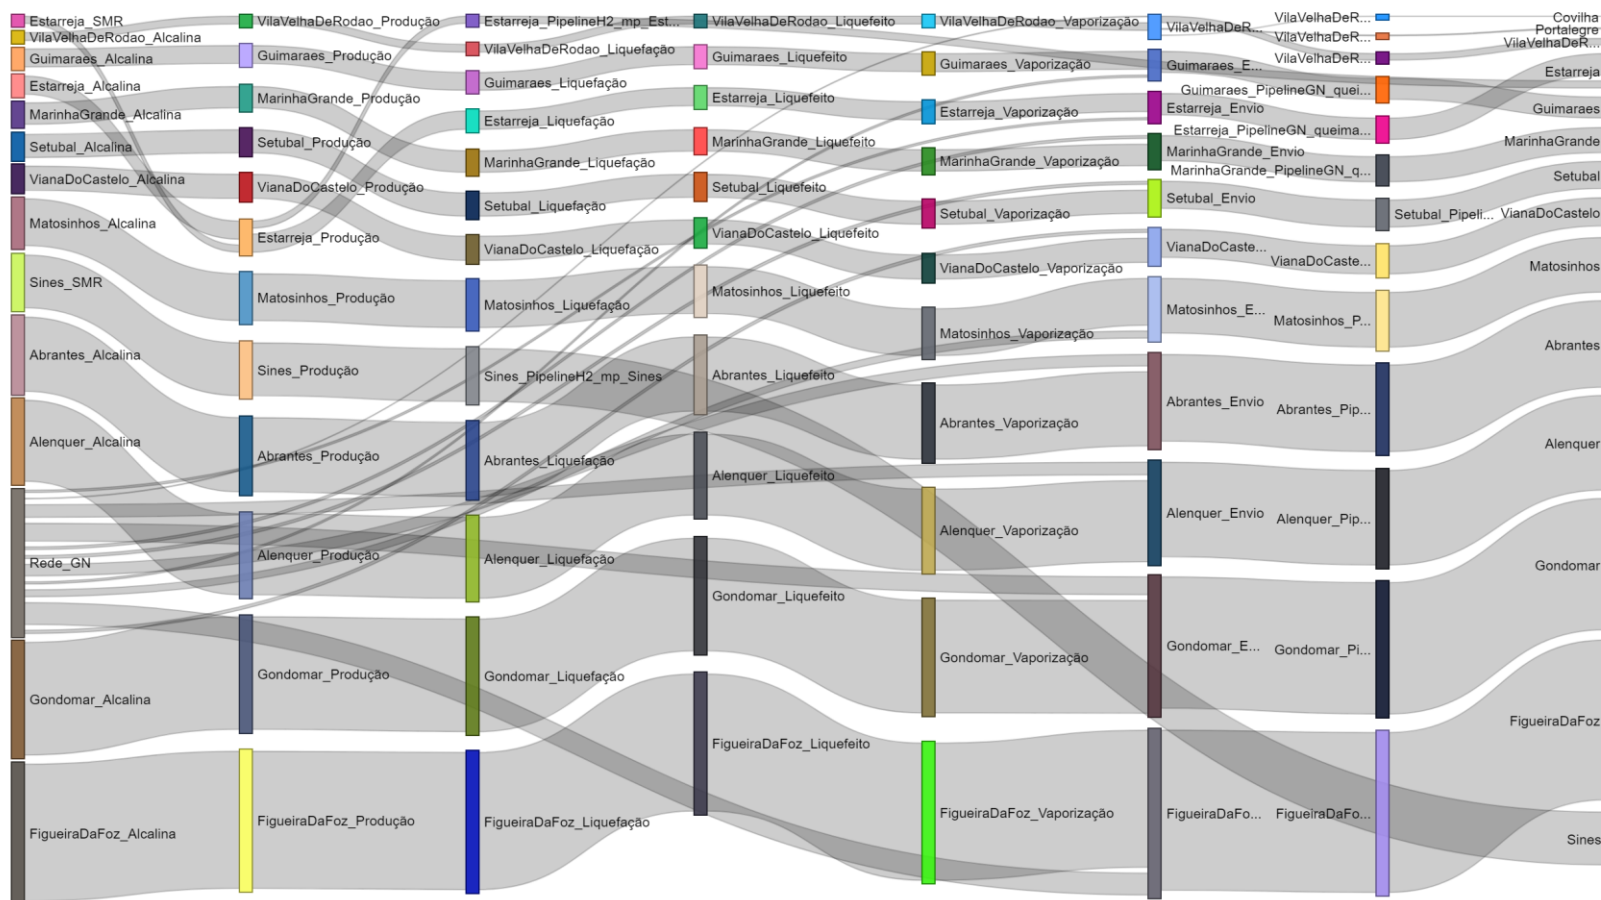 Estarreja_SMR
VilaVelhaDeRodao_Alcalina
Guimaraes_Alcalina
Estarreja_Alcalina
MarinhaGrande_Alcalina
Setubal_Alcalina
VianaDoCastelo_Alcalina
Matosinhos_Alcalina
Sines_SMR
Abrantes_Alcalina
Alenquer_Alcalina
Rede_GN
Gondomar_Alcalina
FigueiraDaFoz_Alcalina
VilaVelhaDeRodao_Produção
Guimaraes_Produção
MarinhaGrande_Produção
Setubal_Produção
VianaDoCastelo_Produção
Estarreja_Produção
Matosinhos_Produção
Sines_Produção
Abrantes_Produção
Alenquer_Produção
Gondomar_Produção
FigueiraDaFoz_Produção
Estarreja_PipelineH2_mp_Est...
VilaVelhaDeRodao_Liquefação
Guimaraes_Liquefação
Estarreja_Liquefação
MarinhaGrande_Liquefação
Setubal_Liquefação
VianaDoCastelo_Liquefação
Matosinhos_Liquefação
Sines_PipelineH2_mp_Sines
Abrantes_Liquefação
Alenquer_Liquefação
Gondomar_Liquefação
FigueiraDaFoz_Liquefação
VilaVelhaDeRodao_Liquefeito
Guimaraes_Liquefeito
Estarreja_Liquefeito
MarinhaGrande_Liquefeito
Setubal_Liquefeito
VianaDoCastelo_Liquefeito
Matosinhos_Liquefeito
Abrantes_Liquefeito
Alenquer_Liquefeito
Gondomar_Liquefeito
FigueiraDaFoz_Liquefeito
VilaVelhaDeRodao_Vaporização
Guimaraes_Vaporização
Estarreja_Vaporização
MarinhaGrande_Vaporização
Setubal_Vaporização
VianaDoCastelo_Vaporização
Matosinhos_Vaporização
Abrantes_Vaporização
Alenquer_Vaporização
Gondomar_Vaporização
FigueiraDaFoz_Vaporização
VilaVelhaDeR...
Guimaraes_E...
Estarreja_Envio
MarinhaGrande_Envio
Setubal_Envio
VianaDoCaste...
Matosinhos_E...
Abrantes_Envio
Alenquer_Envio
Gondomar_E...
FigueiraDaFo...
VilaVelhaDeR...
VilaVelhaDeR...
VilaVelhaDeR...
Guimaraes_PipelineGN_quei...
Estarreja_PipelineGN_queima...
MarinhaGrande_PipelineGN_q...
Setubal_Pipeli...
VianaDoCaste...
Matosinhos_P...
Abrantes_Pip...
Alenquer_Pip...
Gondomar_Pi...
FigueiraDaFo...
Covilha
Portalegre
VilaVelhaDeR...
Estarreja
Guimaraes
MarinhaGrande
Setubal
VianaDoCastelo
Matosinhos
Abrantes
Alenquer
Gondomar
FigueiraDaFoz
Sines